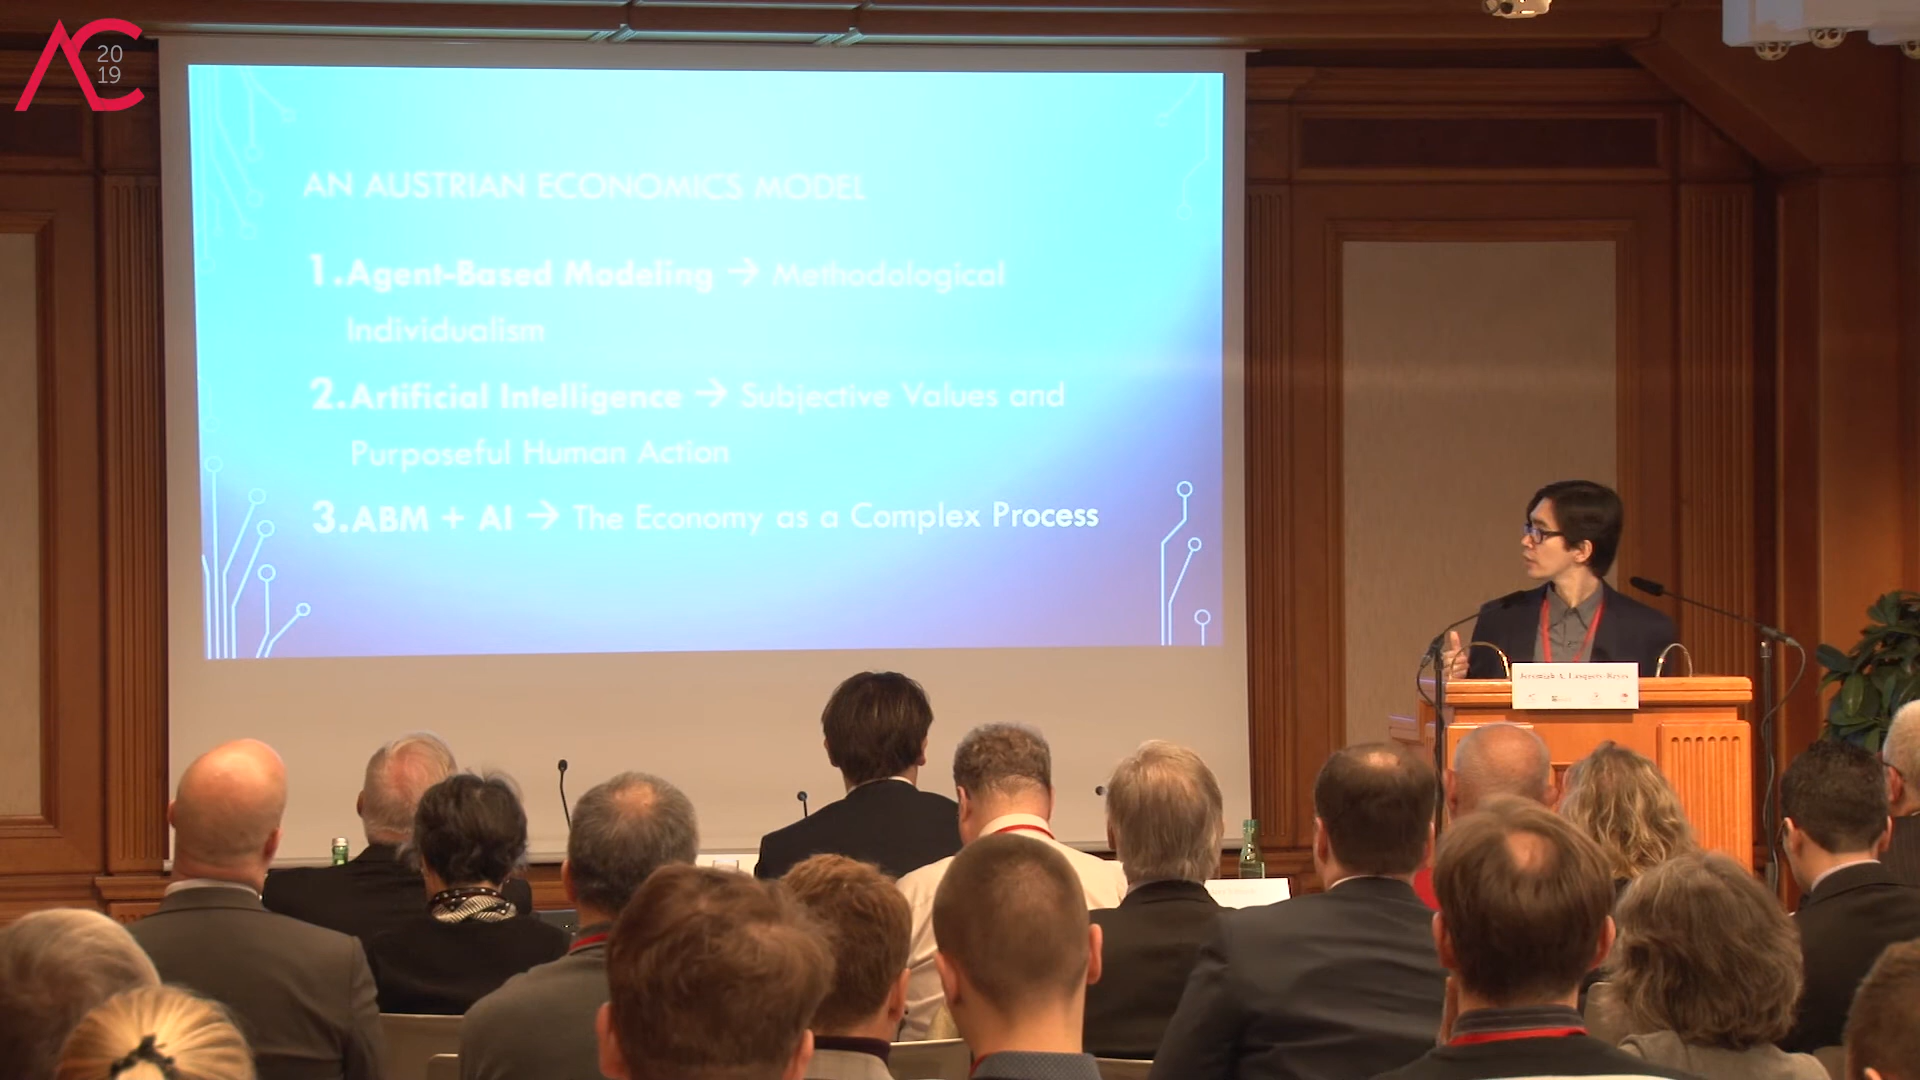 AC
20
19
AN AUSTRIAN ECONOMICS MODEL
1. Agent-Based Modeling → Methodological
Individualism
2. Artificial Intelligence → Subjective Values and
Purposeful Human Action
3. ABM + AI → The Economy as a Complex Process